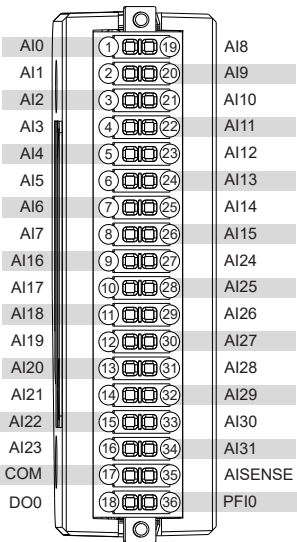 AI0 1 19 AI8
AI1 2 20 AI9
AI2 3 21 AI10
AI3 4 22 AI11
AI4 5 23 AI12
AI5 6 24 AI13
AI6 7 25 AI14
AI7 8 26 AI15
AI16 9 27 AI24
AI17 10 28 AI25
AI18 11 29 AI26
AI19 12 30 AI27
AI20 13 31 AI28
AI21 14 32 AI29
AI22 15 33 AI30
AI23 16 34 AI31
COM 17 35 AISENSE
DO0 18 36 PFI0